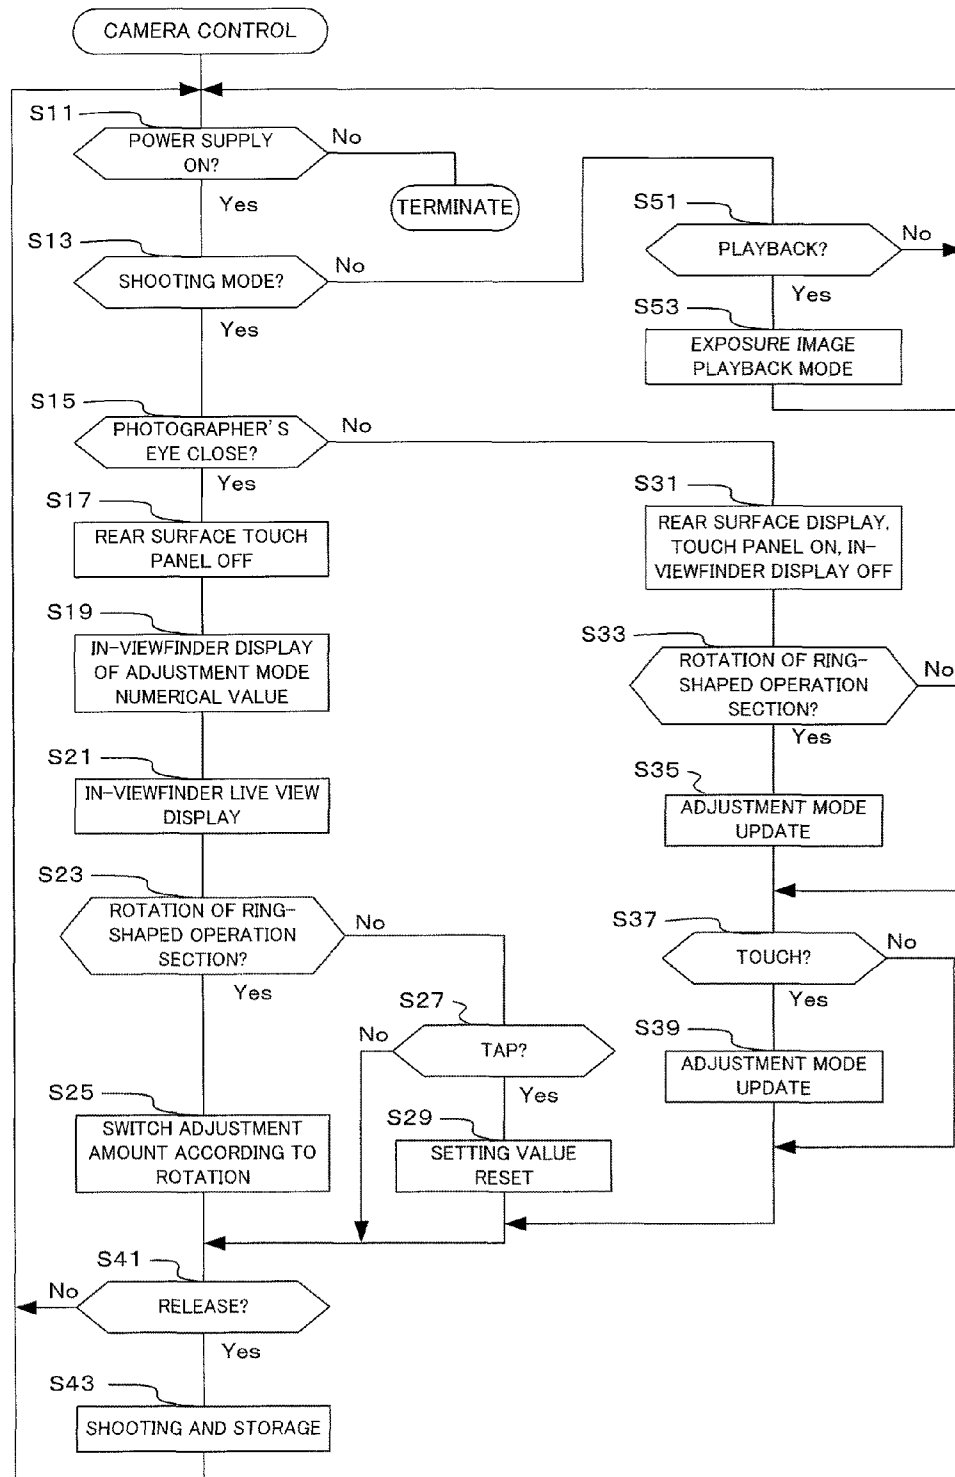 CAMERA CONTROL
S11
POWER SUPPLY
ON?
No
Yes
TERMINATE
S13
SHOOTING MODE?
No
Yes
S51
PLAYBACK?
No
Yes
S53
EXPOSURE IMAGE
PLAYBACK MODE
S15
PHOTOGRAPHER'S
EYE CLOSE?
No
Yes
S17
REAR SURFACE TOUCH
PANEL OFF
S19
IN-VIEWFINDER DISPLAY
OF ADJUSTMENT MODE
NUMERICAL VALUE
S21
IN-VIEWFINDER LIVE VIEW
DISPLAY
S23
ROTATION OF RING-
SHAPED OPERATION
SECTION?
No
Yes
S25
SWITCH ADJUSTMENT
AMOUNT ACCORDING TO
ROTATION
S27
TAP?
No
Yes
S29
SETTING VALUE
RESET
S31
REAR SURFACE DISPLAY,
TOUCH PANEL ON, IN-
VIEWFINDER DISPLAY OFF
S33
ROTATION OF RING-
SHAPED OPERATION
SECTION?
No
Yes
S35
ADJUSTMENT MODE
UPDATE
S37
TOUCH?
No
Yes
S39
ADJUSTMENT MODE
UPDATE
S41
RELEASE?
No
Yes
S43
SHOOTING AND STORAGE